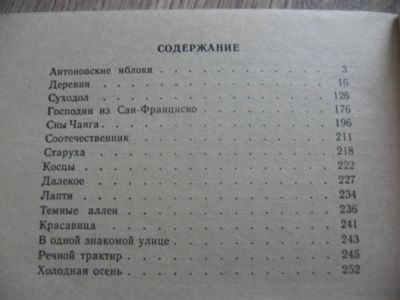 СОДЕРЖАНИЕ
Антоновские яблоки . . . . . . . . . . 3
Деревня . . . . . . . . . . 16
Суходол . . . . . . . . . . 126
Господин из Сан-Франциско . . . . . . . . . . 176
Сны Чанга . . . . . . . . . . 196
Соотечественник . . . . . . . . . . 211
Старуха . . . . . . . . . . 218
Косцы . . . . . . . . . . 222
Далекое . . . . . . . . . . 227
Лапти . . . . . . . . . . 234
Темные аллеи . . . . . . . . . . 236
Красавица . . . . . . . . . . 241
В одной знакомой улице . . . . . . . . . . 243
Речной трактир . . . . . . . . . . 245
Холодная осень . . . . . . . . . . 252